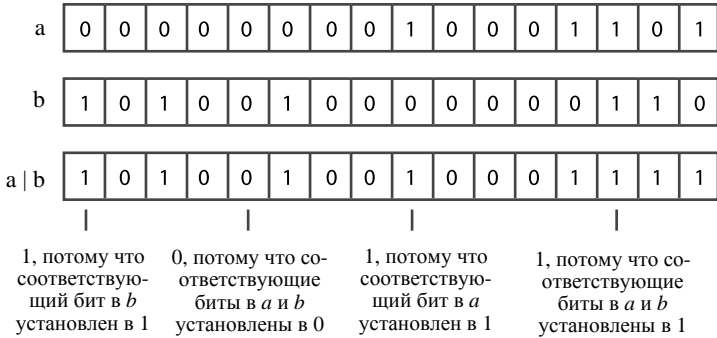 a 0 0 0 0 0 0 0 0 1 0 0 0 1 1 0 1
b 1 0 1 0 0 1 0 0 0 0 0 0 0 1 1 0
a | b 1 0 1 0 0 1 0 0 1 0 0 0 1 1 1 1
1, потому что
соответствую-
щий бит в b
установлен в 1
0, потому что со-
ответствующие
биты в a и b
установлены в 0
1, потому что
соответствую-
щий бит в a
установлен в 1
1, потому что со-
ответствующие
биты в a и b
установлены в 1